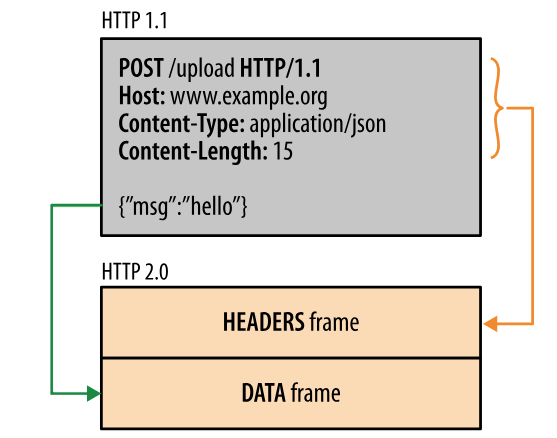 HTTP 1.1
POST /upload HTTP/1.1
Host: www.example.org
Content-Type: application/json
Content-Length: 15
{”msg”:”hello”}
HTTP 2.0
HEADERS frame
DATA frame